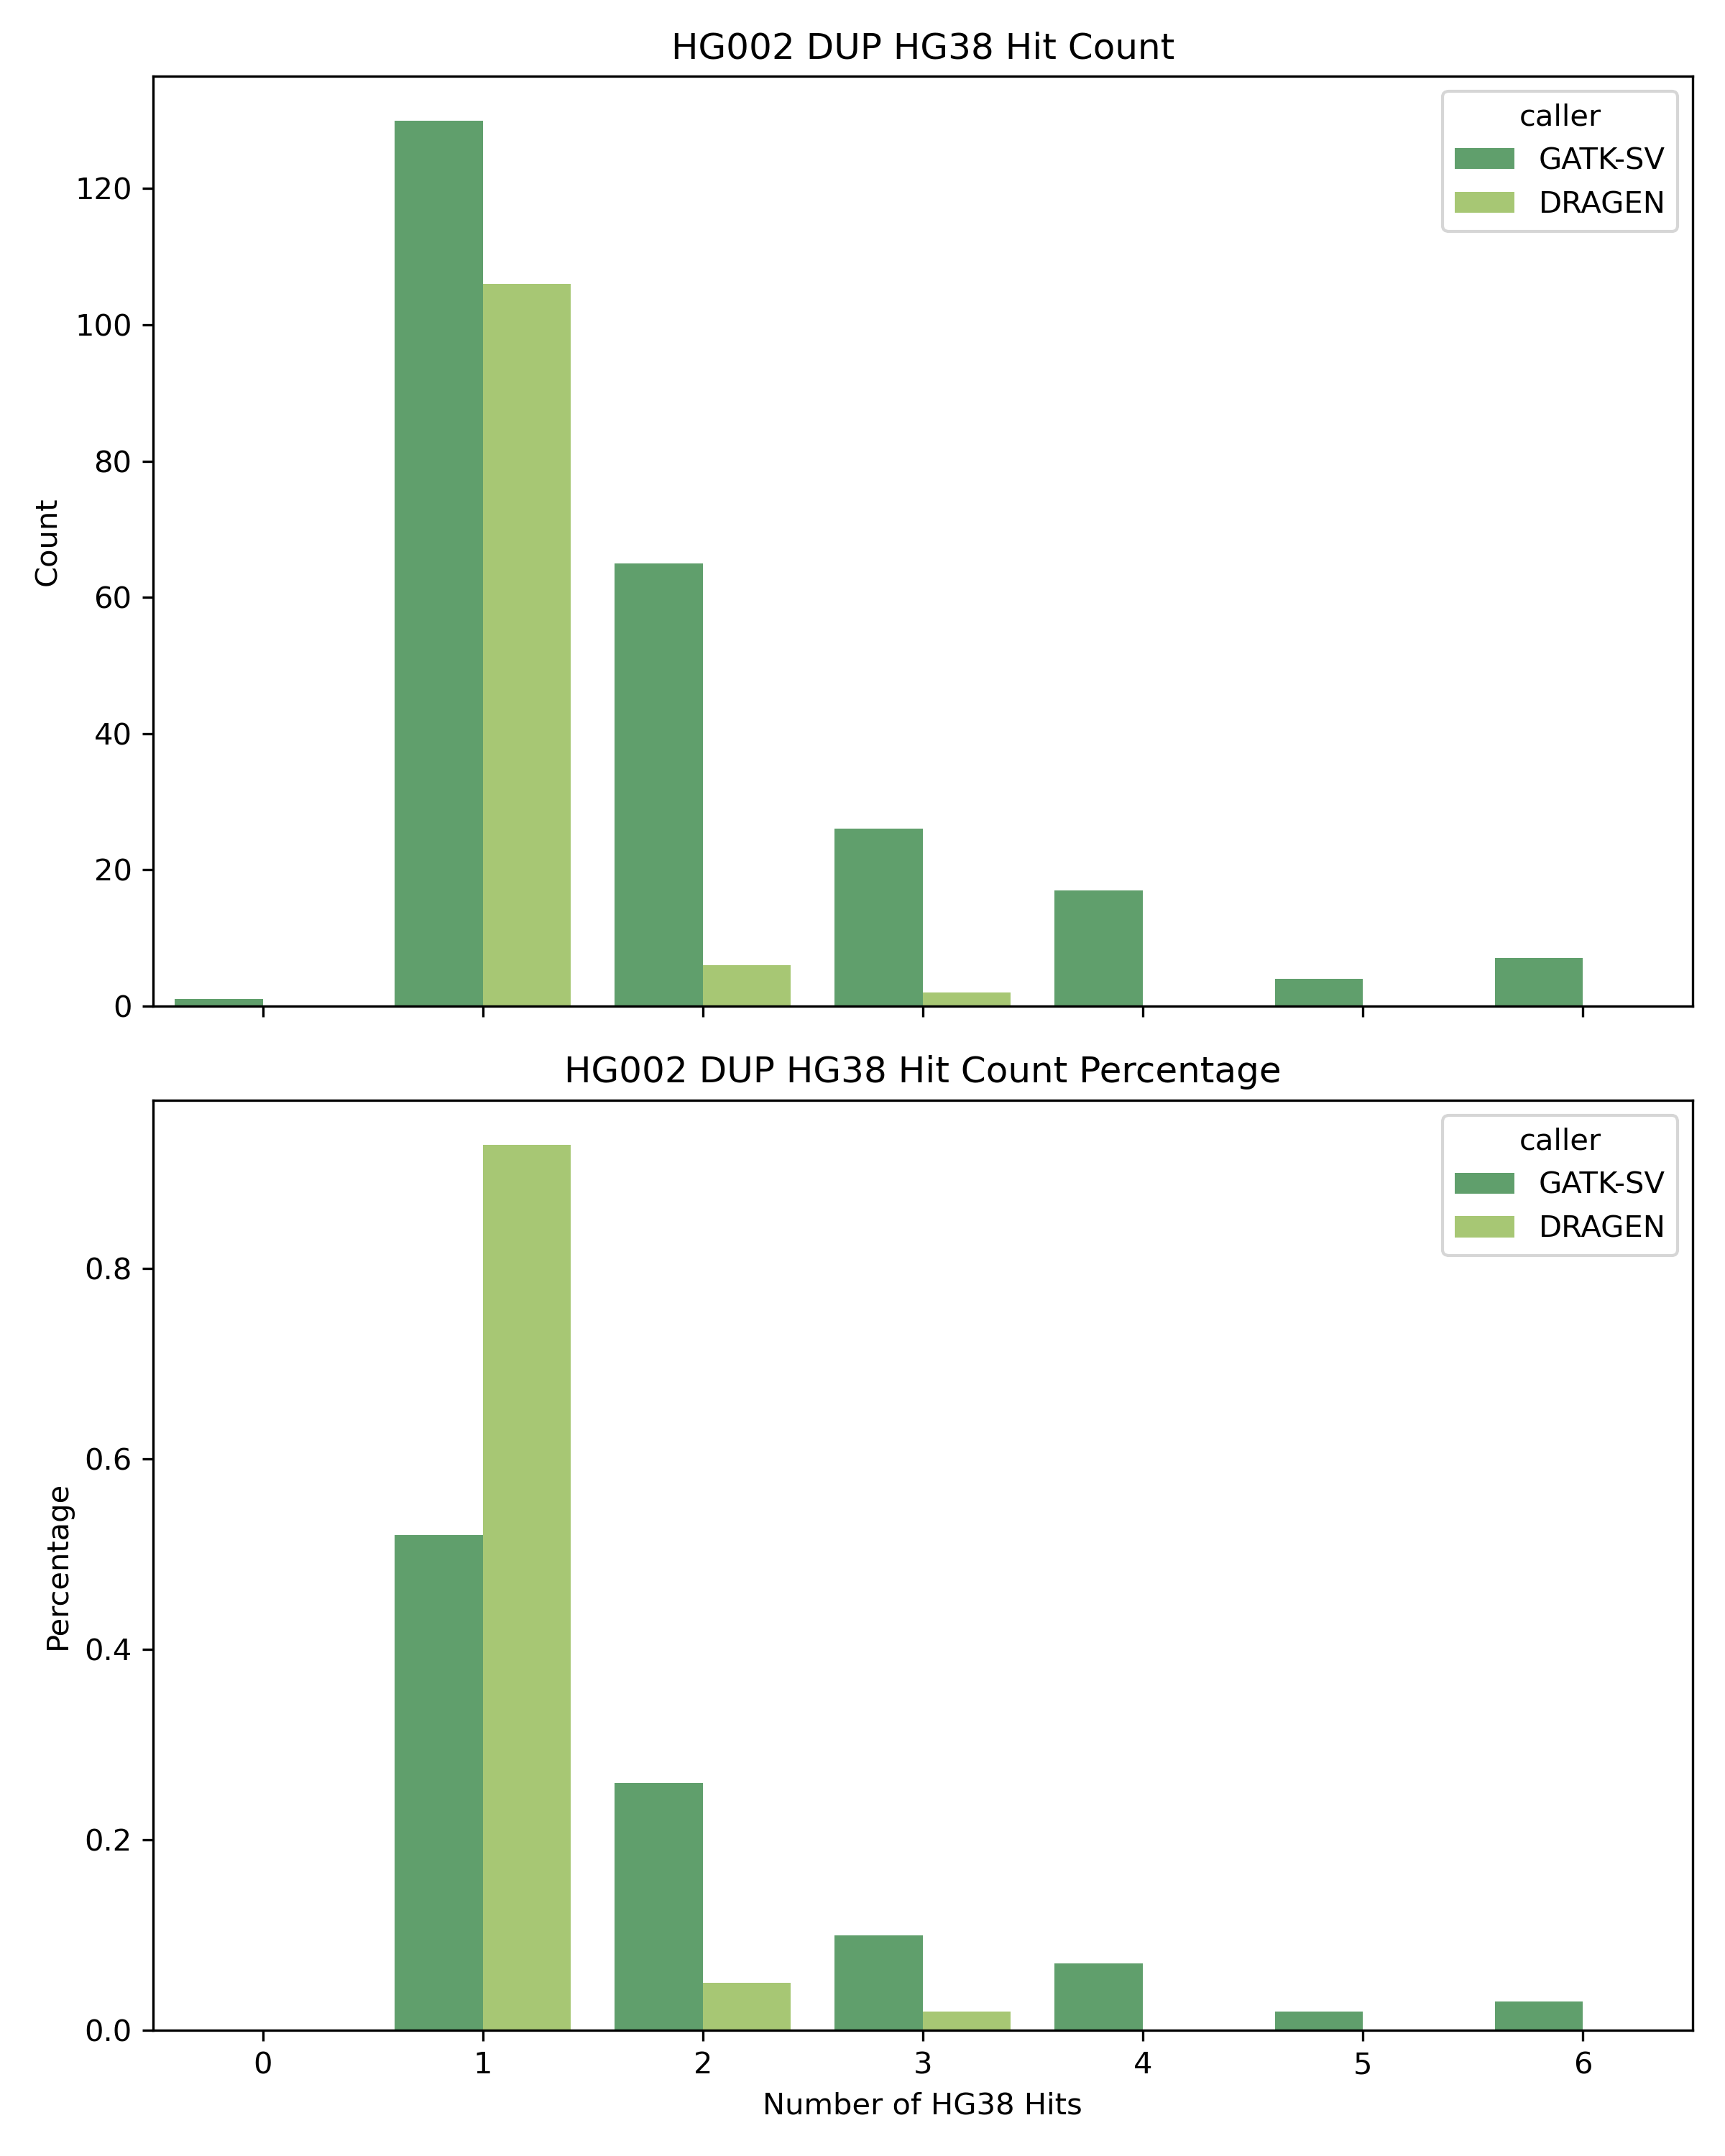 HG002 DUP HG38 Hit Count
caller
GATK-SV
DRAGEN
Count
120
100
80
60
40
20
0
HG002 DUP HG38 Hit Count Percentage
caller
GATK-SV
DRAGEN
Percentage
0.8
0.6
0.4
0.2
0.0
0 1 2 3 4 5 6
Number of HG38 Hits